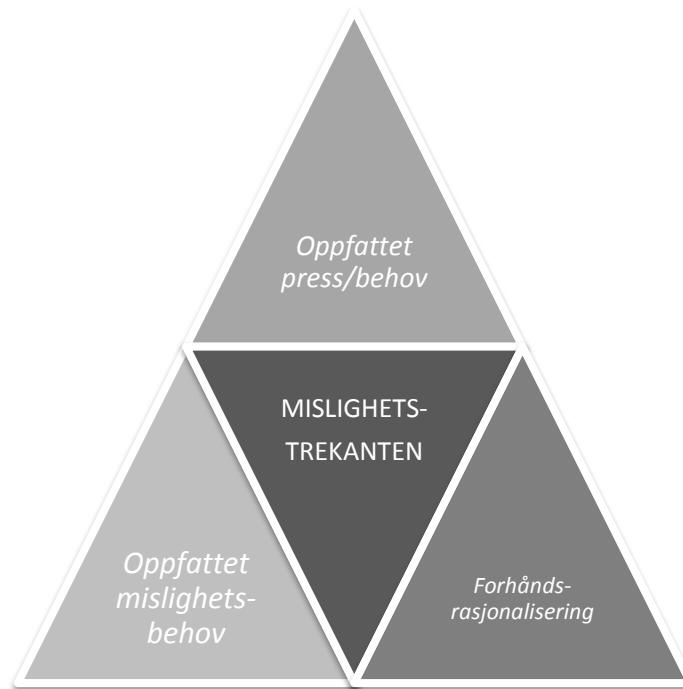 Oppfattet
press/behov
MISLIGHETS-
TREKANTEN
Oppfattet
mislighets-
behov
Forhånds-
rasjonalisering